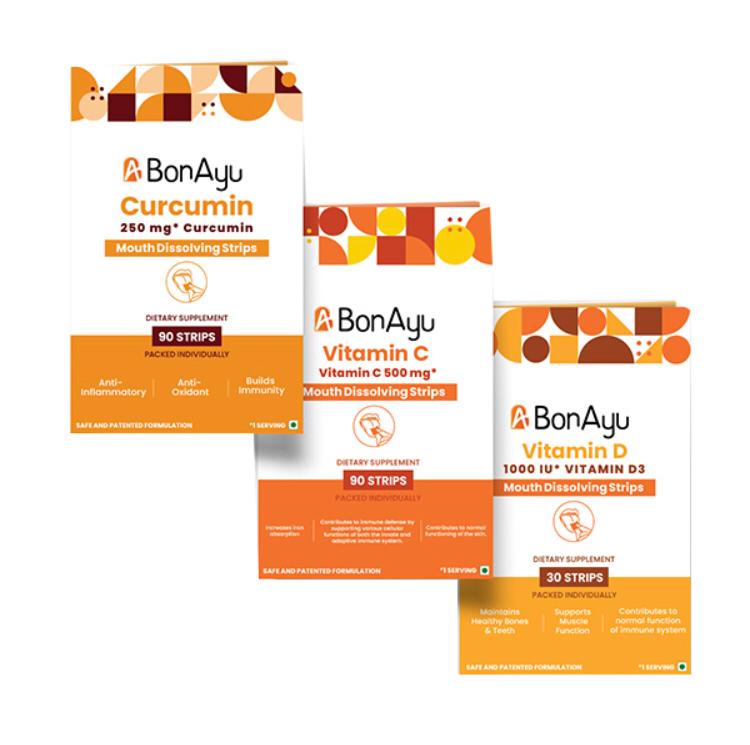 BonAyu
Curcumin
250 mg* Curcumin
Mouth Dissolving Strips
DIETARY SUPPLEMENT
90 STRIPS
PACKED INDIVIDUALLY
Anti-
Inflammatory
Anti-
Oxidant
Builds
Immunity
SAFE AND PATENTED FORMULATION
*1 SERVING
BonAyu
Vitamin C
Vitamin C 500 mg*
Mouth Dissolving Strips
DIETARY SUPPLEMENT
90 STRIPS
PACKED INDIVIDUALLY
Increases iron
absorption
Contributes to immune defense by
supporting various cellular
functions of both the innate and
adaptive immune system.
Contributes to normal
functioning of the skin.
SAFE AND PATENTED FORMULATION
*1 SERVING
BonAyu
Vitamin D
1000 IU* VITAMIN D3
Mouth Dissolving Strips
DIETARY SUPPLEMENT
30 STRIPS
PACKED INDIVIDUALLY
Maintains
Healthy Bones
& Teeth
Supports
Muscle
Function
Contributes to
normal function
of immune system
SAFE AND PATENTED FORMULATION
*1 SERVING